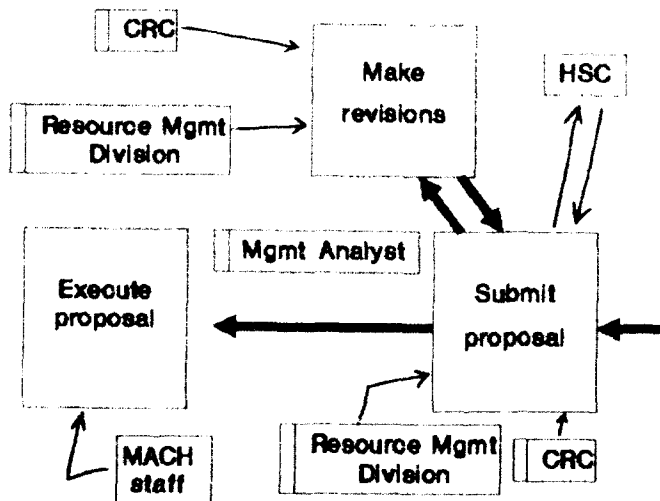 CRC
Make
revisions
HSC
Resource Mgmt
Division
Mgmt Analyst
Execute
proposal
Submit
proposal
MACH
staff
Resource Mgmt
Division
CRC